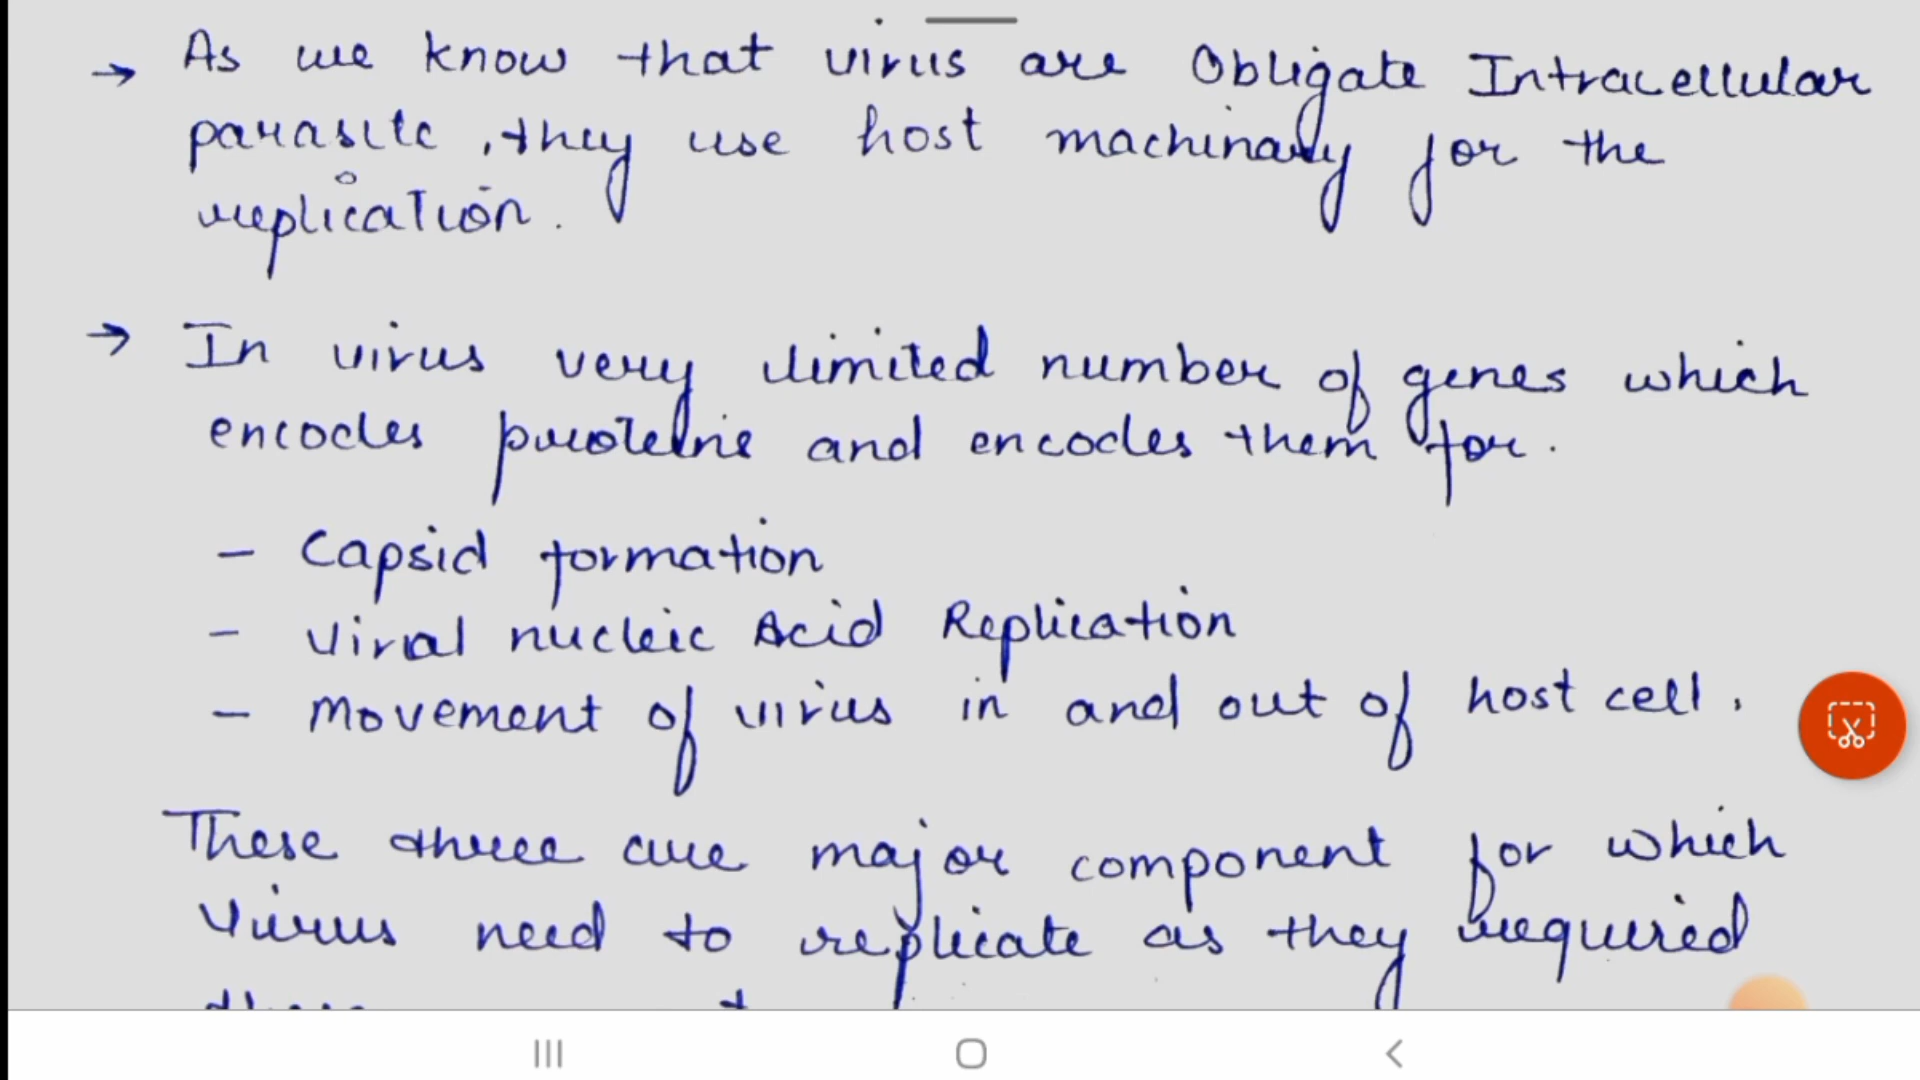 → As we know that virus are Obligate Intracellular
parasite, they use host machinary for the
replication.
→ In virus very limited number of genes which
encodes proteins and encodes them for.
- Capsid formation
- Viral nucleic Acid Replication
- Movement of virus in and out of host cell.
These three are major component for which
Virus need to replicate as they required